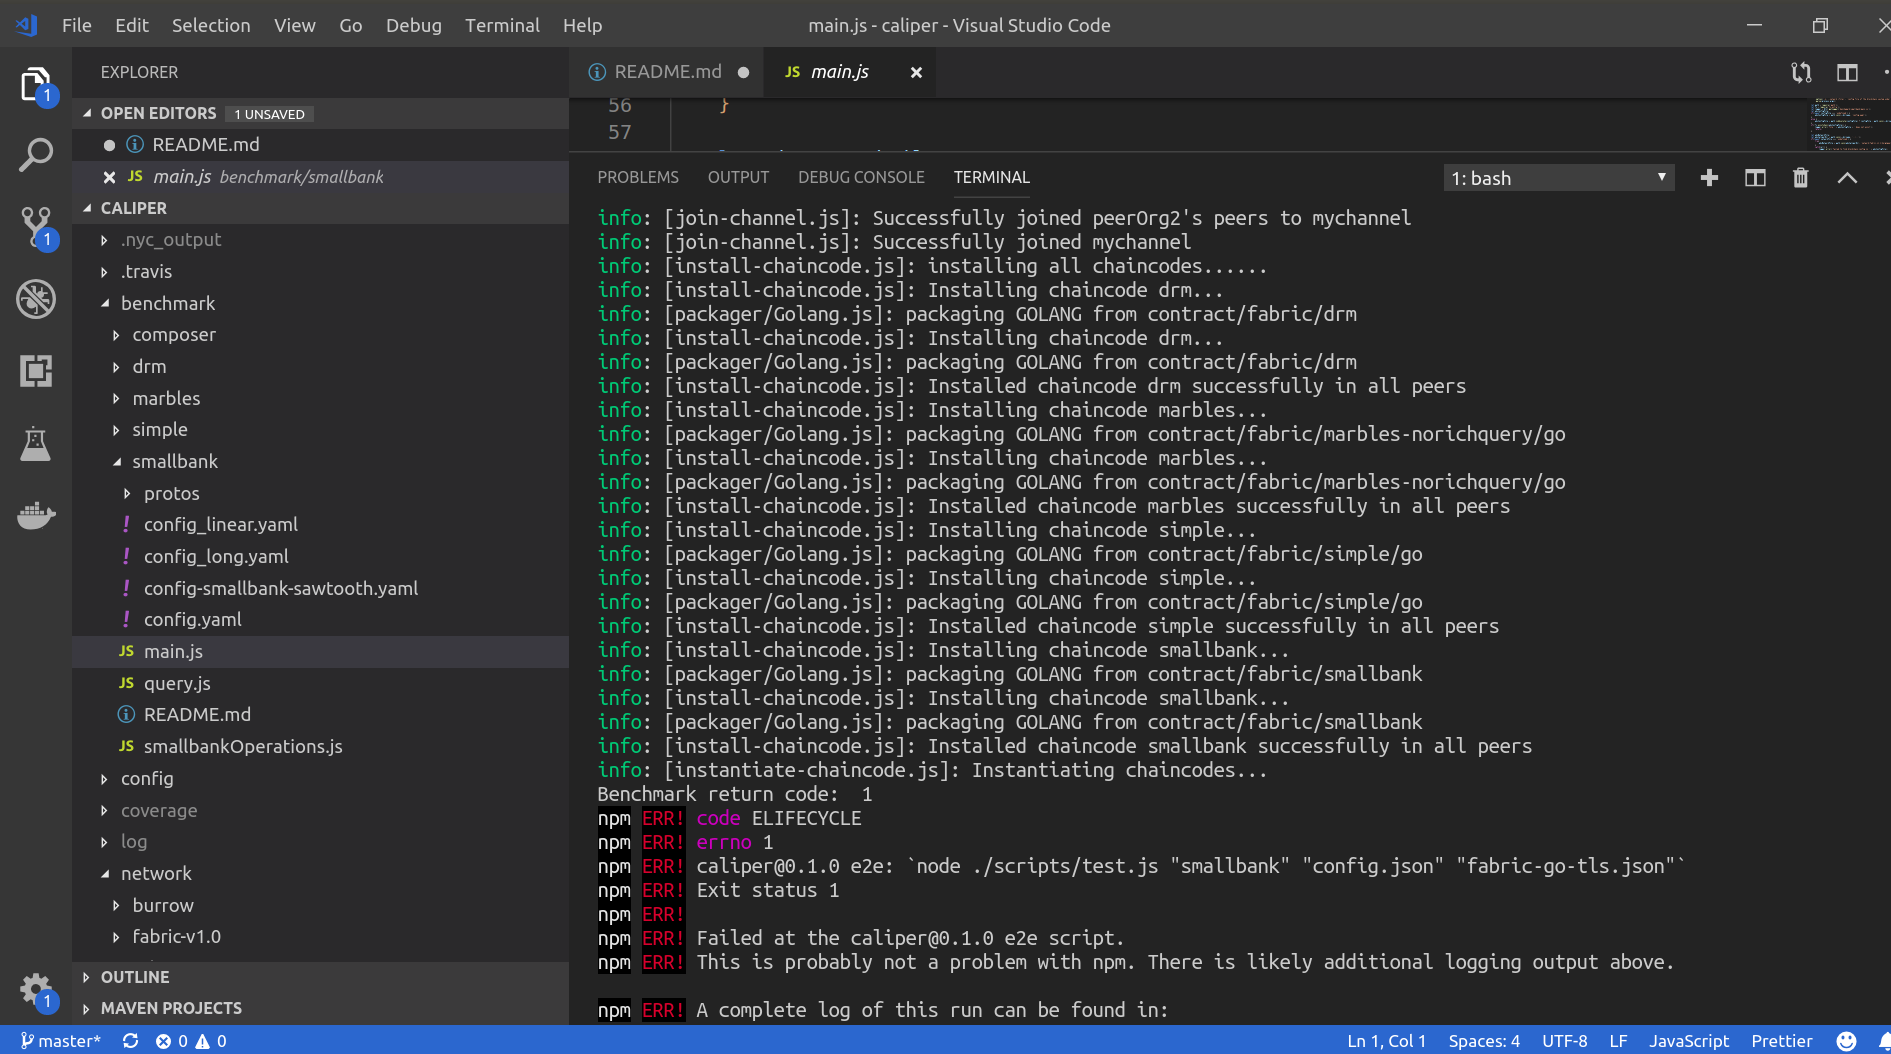 File Edit Selection View Go Debug Terminal Help
main.js - caliper - Visual Studio Code
EXPLORER
OPEN EDITORS 1 UNSAVED
README.md
JS main.js benchmark/smallbank
CALIPER
.nyc_output
.travis
benchmark
composer
drm
marbles
simple
smallbank
protos
! config_linear.yaml
! config_long.yaml
! config-smallbank-sawtooth.yaml
! config.yaml
JS main.js
JS query.js
README.md
JS smallbankOperations.js
config
coverage
log
network
burrow
fabric-v1.0
OUTLINE
MAVEN PROJECTS
1
1
1
README.md
JS main.js
56 }
57
PROBLEMS OUTPUT DEBUG CONSOLE TERMINAL 1: bash
info: [join-channel.js]: Successfully joined peerOrg2's peers to mychannel
info: [join-channel.js]: Successfully joined mychannel
info: [install-chaincode.js]: installing all chaincodes......
info: [install-chaincode.js]: Installing chaincode drm...
info: [packager/Golang.js]: packaging GOLANG from contract/fabric/drm
info: [install-chaincode.js]: Installing chaincode drm...
info: [packager/Golang.js]: packaging GOLANG from contract/fabric/drm
info: [install-chaincode.js]: Installed chaincode drm successfully in all peers
info: [install-chaincode.js]: Installing chaincode marbles...
info: [packager/Golang.js]: packaging GOLANG from contract/fabric/marbles-norichquery/go
info: [install-chaincode.js]: Installing chaincode marbles...
info: [packager/Golang.js]: packaging GOLANG from contract/fabric/marbles-norichquery/go
info: [install-chaincode.js]: Installed chaincode marbles successfully in all peers
info: [install-chaincode.js]: Installing chaincode simple...
info: [packager/Golang.js]: packaging GOLANG from contract/fabric/simple/go
info: [install-chaincode.js]: Installing chaincode simple...
info: [packager/Golang.js]: packaging GOLANG from contract/fabric/simple/go
info: [install-chaincode.js]: Installed chaincode simple successfully in all peers
info: [install-chaincode.js]: Installing chaincode smallbank...
info: [packager/Golang.js]: packaging GOLANG from contract/fabric/smallbank
info: [install-chaincode.js]: Installing chaincode smallbank...
info: [packager/Golang.js]: packaging GOLANG from contract/fabric/smallbank
info: [install-chaincode.js]: Installed chaincode smallbank successfully in all peers
info: [instantiate-chaincode.js]: Instantiating chaincodes...
Benchmark return code:  1
npm ERR! code ELIFECYCLE
npm ERR! errno 1
npm ERR! caliper@0.1.0 e2e: `node ./scripts/test.js "smallbank" "config.json" "fabric-go-tls.json"`
npm ERR! Exit status 1
npm ERR!
npm ERR! Failed at the caliper@0.1.0 e2e script.
npm ERR! This is probably not a problem with npm. There is likely additional logging output above.
npm ERR! A complete log of this run can be found in:
master* 0 0 Ln 1, Col 1 Spaces: 4 UTF-8 LF JavaScript Prettier